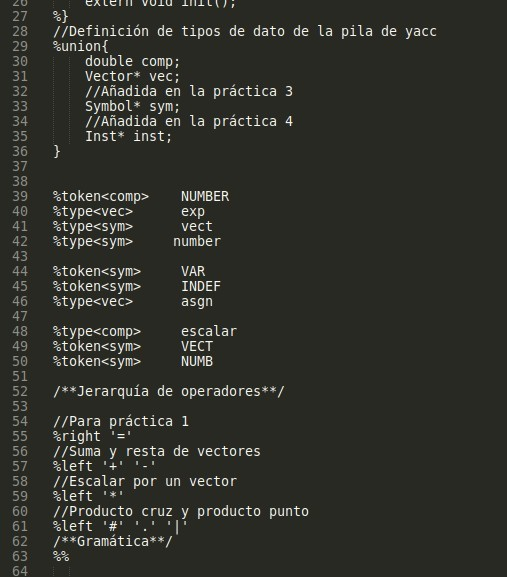 26 extern void init();
27 %}
28 //Definición de tipos de dato de la pila de yacc
29 %union{
30 double comp;
31 Vector* vec;
32 //Añadida en la práctica 3
33 Symbol* sym;
34 //Añadida en la práctica 4
35 Inst* inst;
36 }
37
38
39 %token<comp> NUMBER
40 %type<vec> exp
41 %type<sym> vect
42 %type<sym> number
43
44 %token<sym> VAR
45 %token<sym> INDEF
46 %type<vec> asgn
47
48 %type<comp> escalar
49 %token<sym> VECT
50 %token<sym> NUMB
51
52 /**Jerarquía de operadores**/
53
54 //Para práctica 1
55 %right '='
56 //Suma y resta de vectores
57 %left '+' '-'
58 //Escalar por un vector
59 %left '*'
60 //Producto cruz y producto punto
61 %left '#' '.' '|'
62 /**Gramática**/
63 %%
64